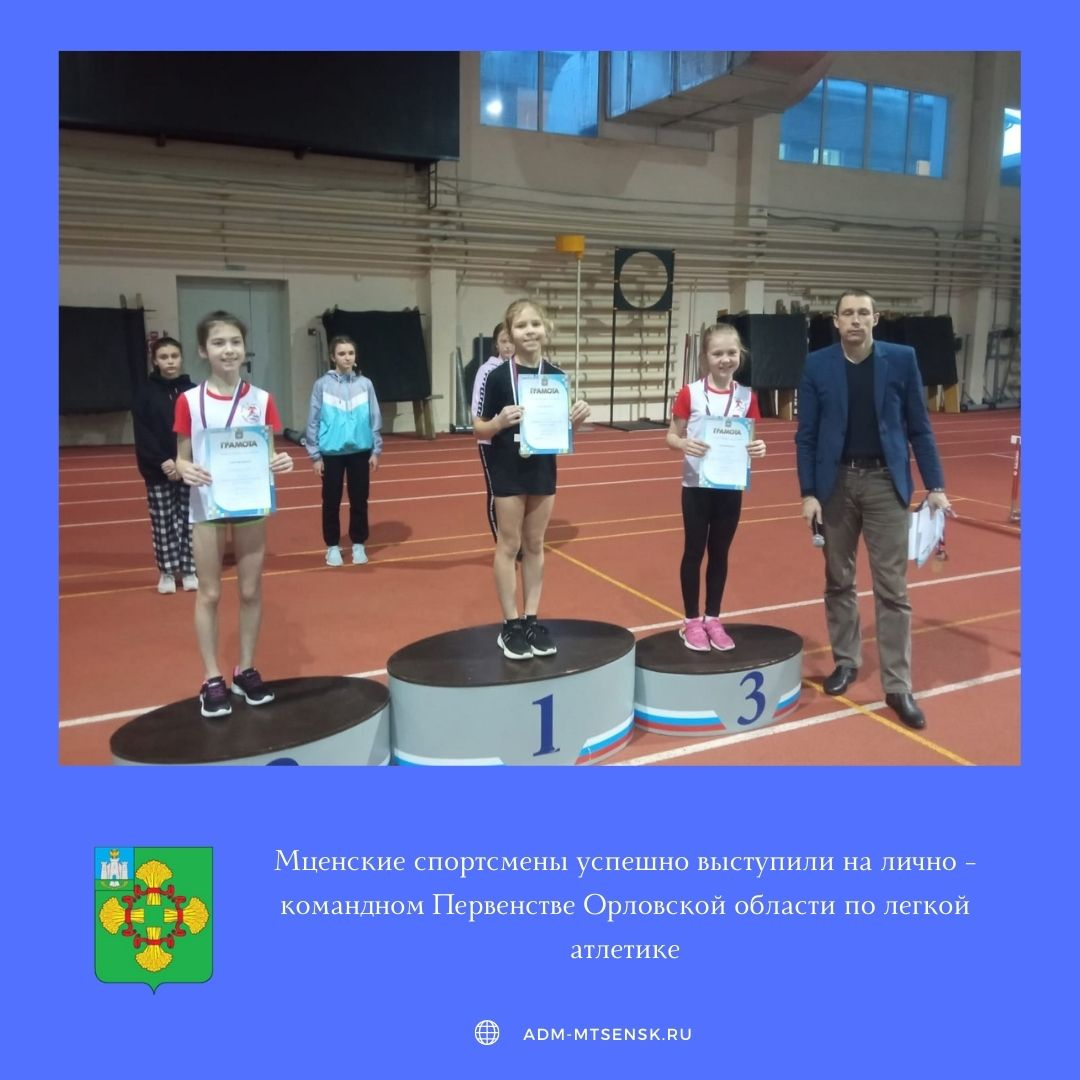 ГРАМОТА
ГРАМОТА
ГРАМОТА
1
3
Мценские спортсмены успешно выступили на лично -
командном Первенстве Орловской области по легкой
атлетике
ADM-MTSENSK.RU